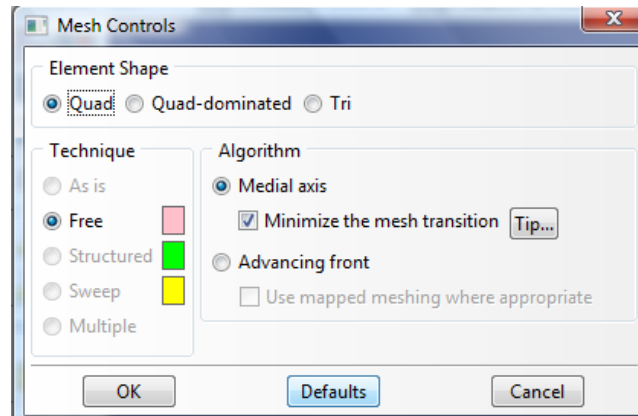 Mesh Controls
Element Shape
Quad Quad-dominated Tri
Technique
As is
Free
Structured
Sweep
Multiple
Algorithm
Medial axis
Minimize the mesh transition Tip...
Advancing front
Use mapped meshing where appropriate
OK Defaults Cancel